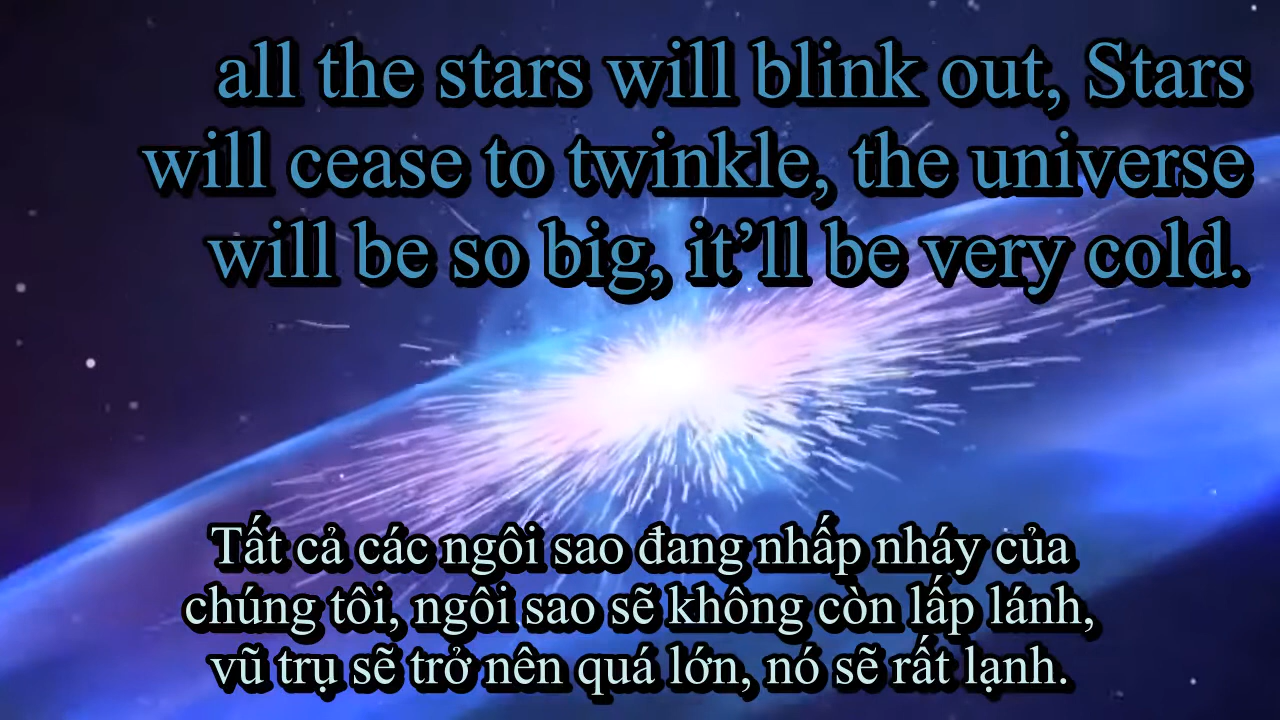 all the stars will blink out, Stars
will cease to twinkle, the universe
will be so big, it’ll be very cold.
Tất cả các ngôi sao đang nhấp nháy của
chúng tôi, ngôi sao sẽ không còn lấp lánh,
vũ trụ sẽ trở nên quá lớn, nó sẽ rất lạnh.